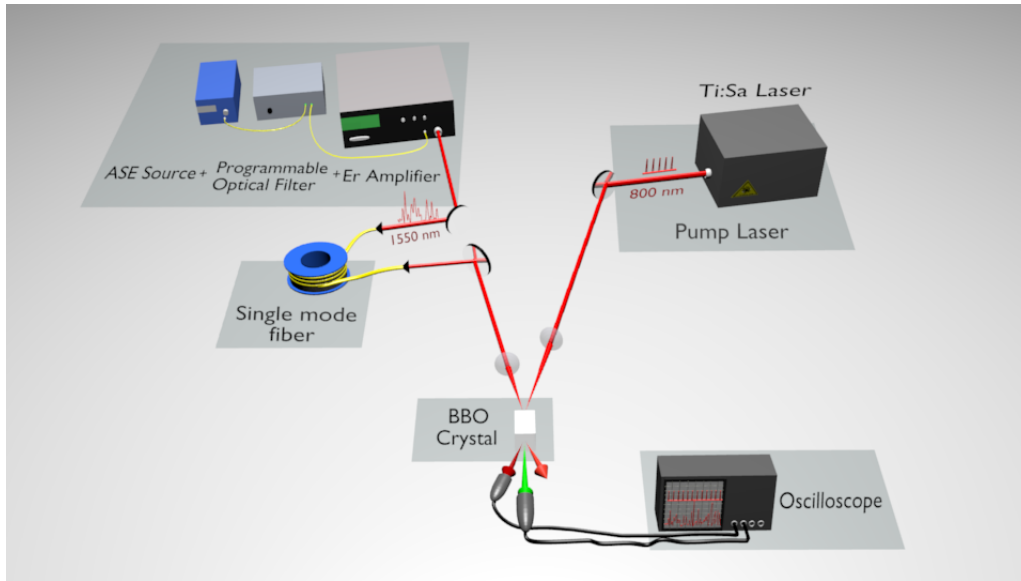 Ti:Sa Laser
ASE Source + Programmable Optical Filter + Er Amplifier
800 nm
1550 nm
Pump Laser
Single mode
fiber
BBO
Crystal
Oscilloscope